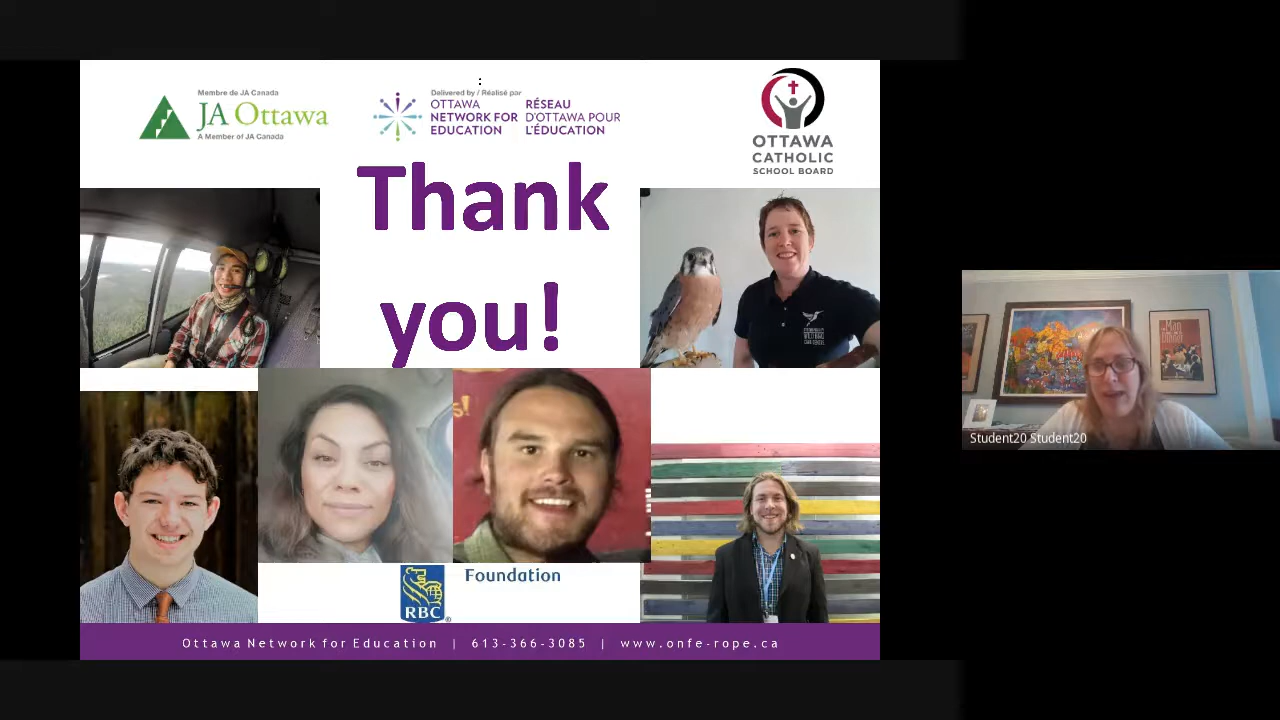 :
Membre de JA Canada
JA Ottawa
A Member of JA Canada
Delivered by / Réalisé par
OTTAWA
NETWORK FOR
EDUCATION
RÉSEAU
D'OTTAWA POUR
L'ÉDUCATION
OTTAWA
CATHOLIC
SCHOOL BOARD
Thank
you!
s!
RBC
®
Foundation
Ottawa Network for Education | 613-366-3085 | www.onfe-rope.ca
Student20 Student20